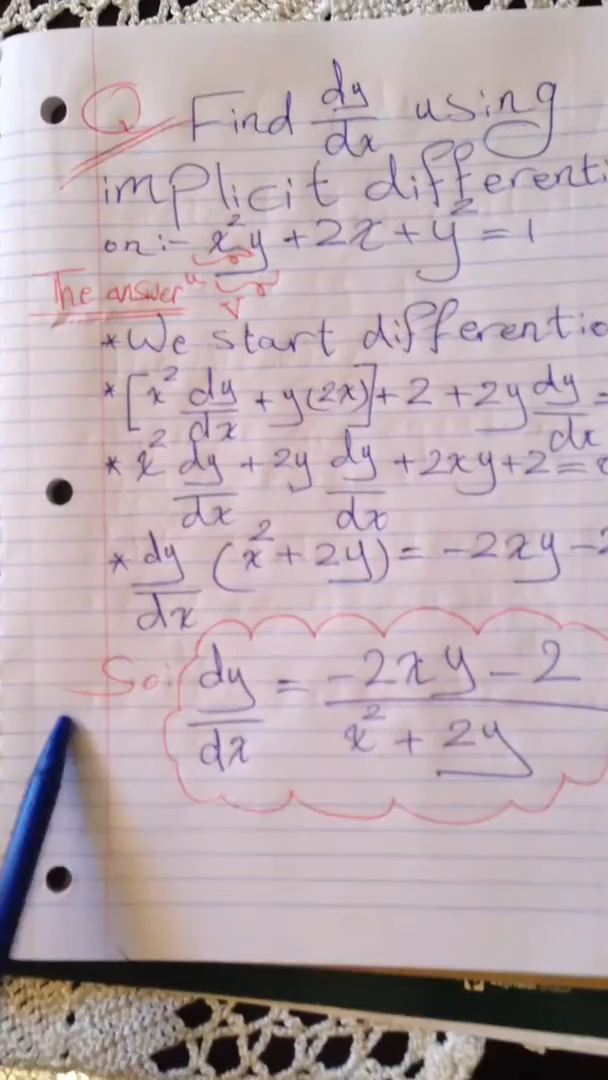 Q Find dy/dx using
implicit differenti
on:- x²y + 2x + y² = 1
The answer u v
*We start differentia
*[x² dy/dx + y(2x)] + 2 + 2y dy/dx =
* x² dy/dx + 2y dy/dx + 2xy + 2 =
* dy/dx (x² + 2y) = -2xy - 2
So: dy/dx = -2xy - 2 / x² + 2y